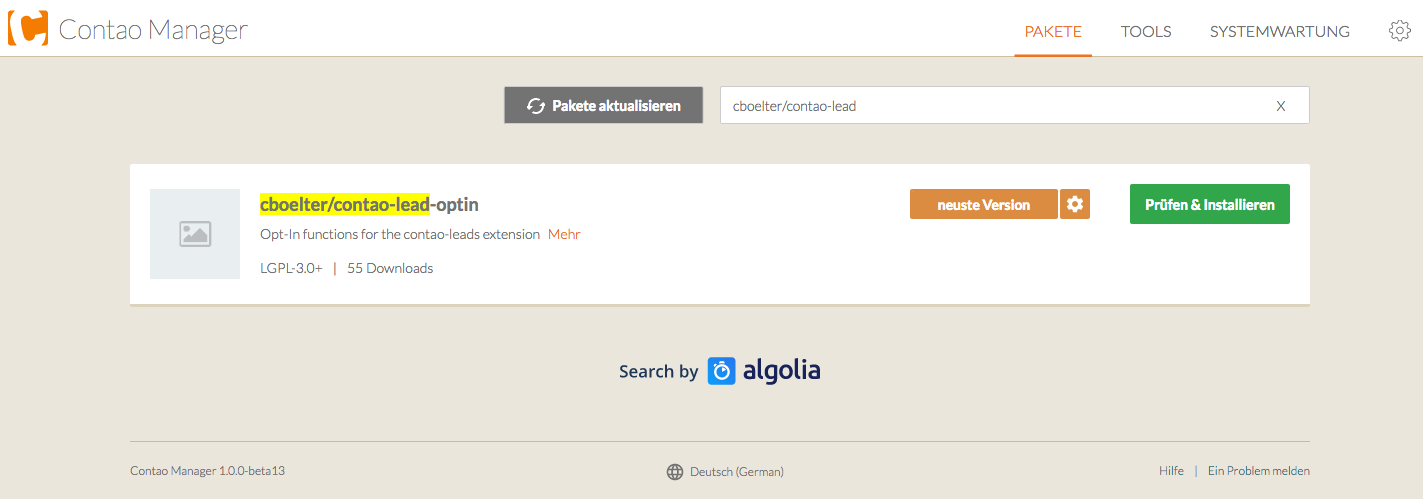 Contao Manager
PAKETE TOOLS SYSTEMWARTUNG
Pakete aktualisieren
cboelter/contao-lead X
cboelter/contao-lead-optin
neuste Version
Prüfen & Installieren
Opt-In functions for the contao-leads extension Mehr
LGPL-3.0+ | 55 Downloads
Search by algolia
Contao Manager 1.0.0-beta13
Deutsch (German)
Hilfe | Ein Problem melden